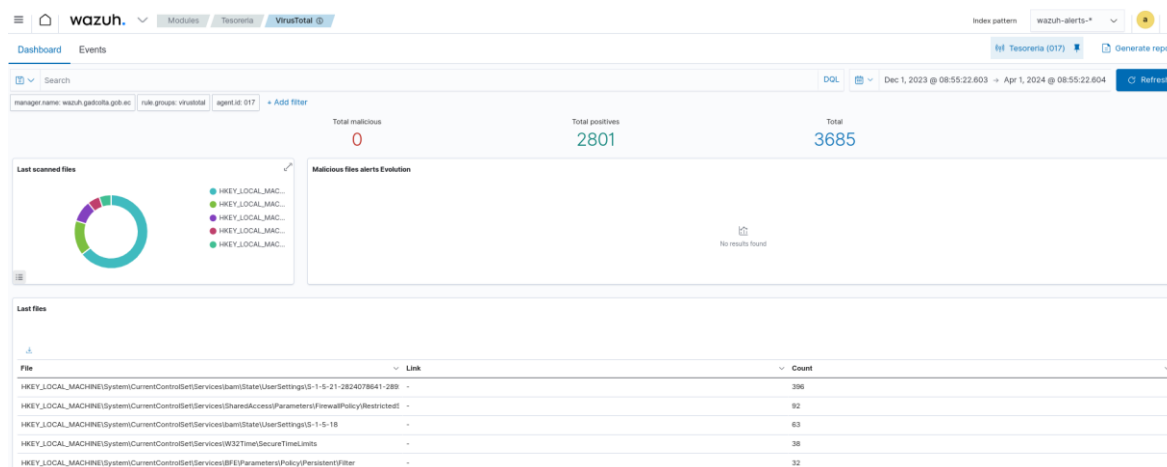 wazuh. Modules Tesoreria VirusTotal Index pattern wazuh-alerts-* a
Dashboard Events Tesoreria (017) Generate repo
Search DQL Dec 1, 2023 @ 08:55:22.603 → Apr 1, 2024 @ 08:55:22.604 Refresh
manager.name: wazuh.gadcolta.gob.ec rule.groups: virustotal agent.id: 017 + Add filter
Total malicious Total positives Total
0 2801 3685
Last scanned files Malicious files alerts Evolution
HKEY_LOCAL_MAC...
HKEY_LOCAL_MAC...
HKEY_LOCAL_MAC...
HKEY_LOCAL_MAC...
HKEY_LOCAL_MAC...
No results found
Last files
File Link Count
HKEY_LOCAL_MACHINE\System\CurrentControlSet\Services\bam\State\UserSettings\S-1-5-21-2824078641-289 - 396
HKEY_LOCAL_MACHINE\System\CurrentControlSet\Services\SharedAccess\Parameters\FirewallPolicy\RestrictedS - 92
HKEY_LOCAL_MACHINE\System\CurrentControlSet\Services\bam\State\UserSettings\S-1-5-18 - 63
HKEY_LOCAL_MACHINE\System\CurrentControlSet\Services\W32Time\SecureTimeLimits - 38
HKEY_LOCAL_MACHINE\System\CurrentControlSet\Services\BFE\Parameters\Policy\Persistent\Filter - 32